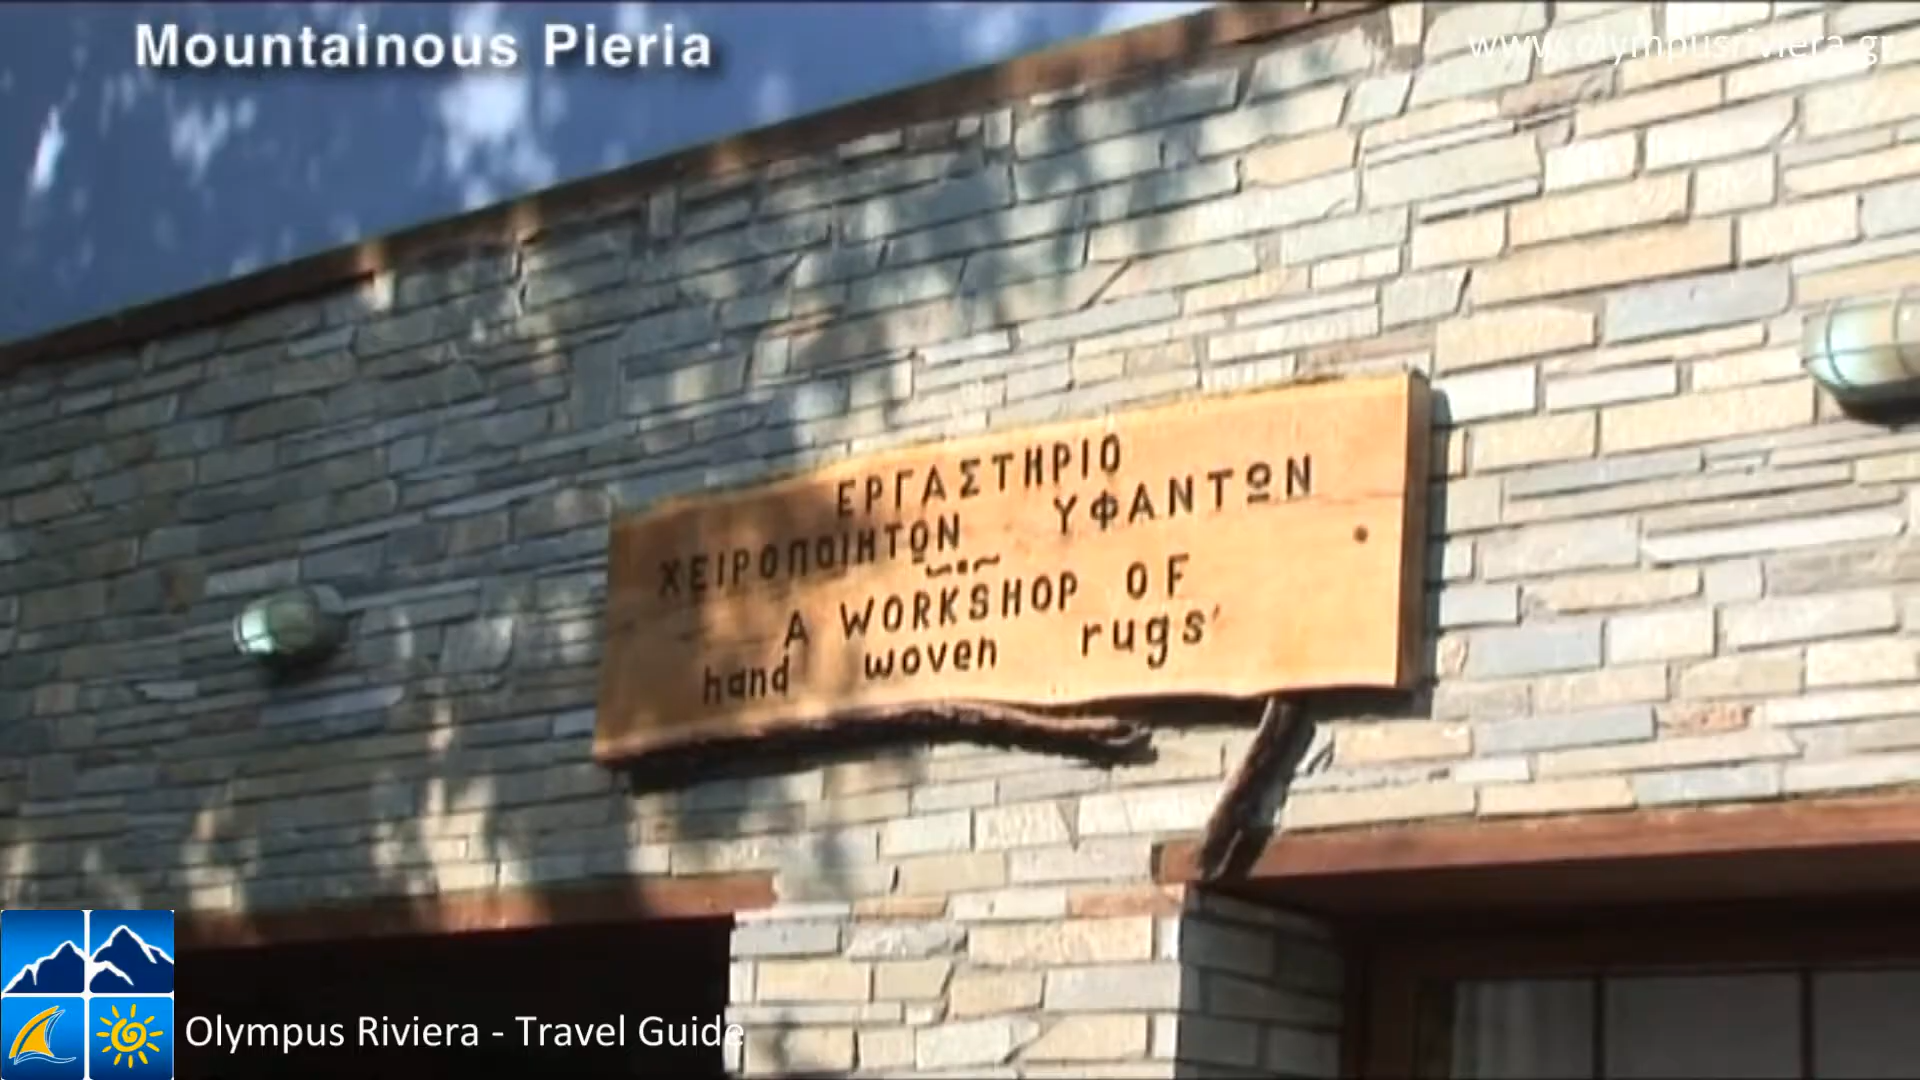 Mountainous Pieria
www.olympusriviera.gr
ΕΡΓΑΣΤΗΡΙΟ
ΧΕΙΡΟΠΟΙΗΤΩΝ ΥΦΑΝΤΩΝ
A WORKSHOP OF
hand woven rugs
Olympus Riviera - Travel Guide